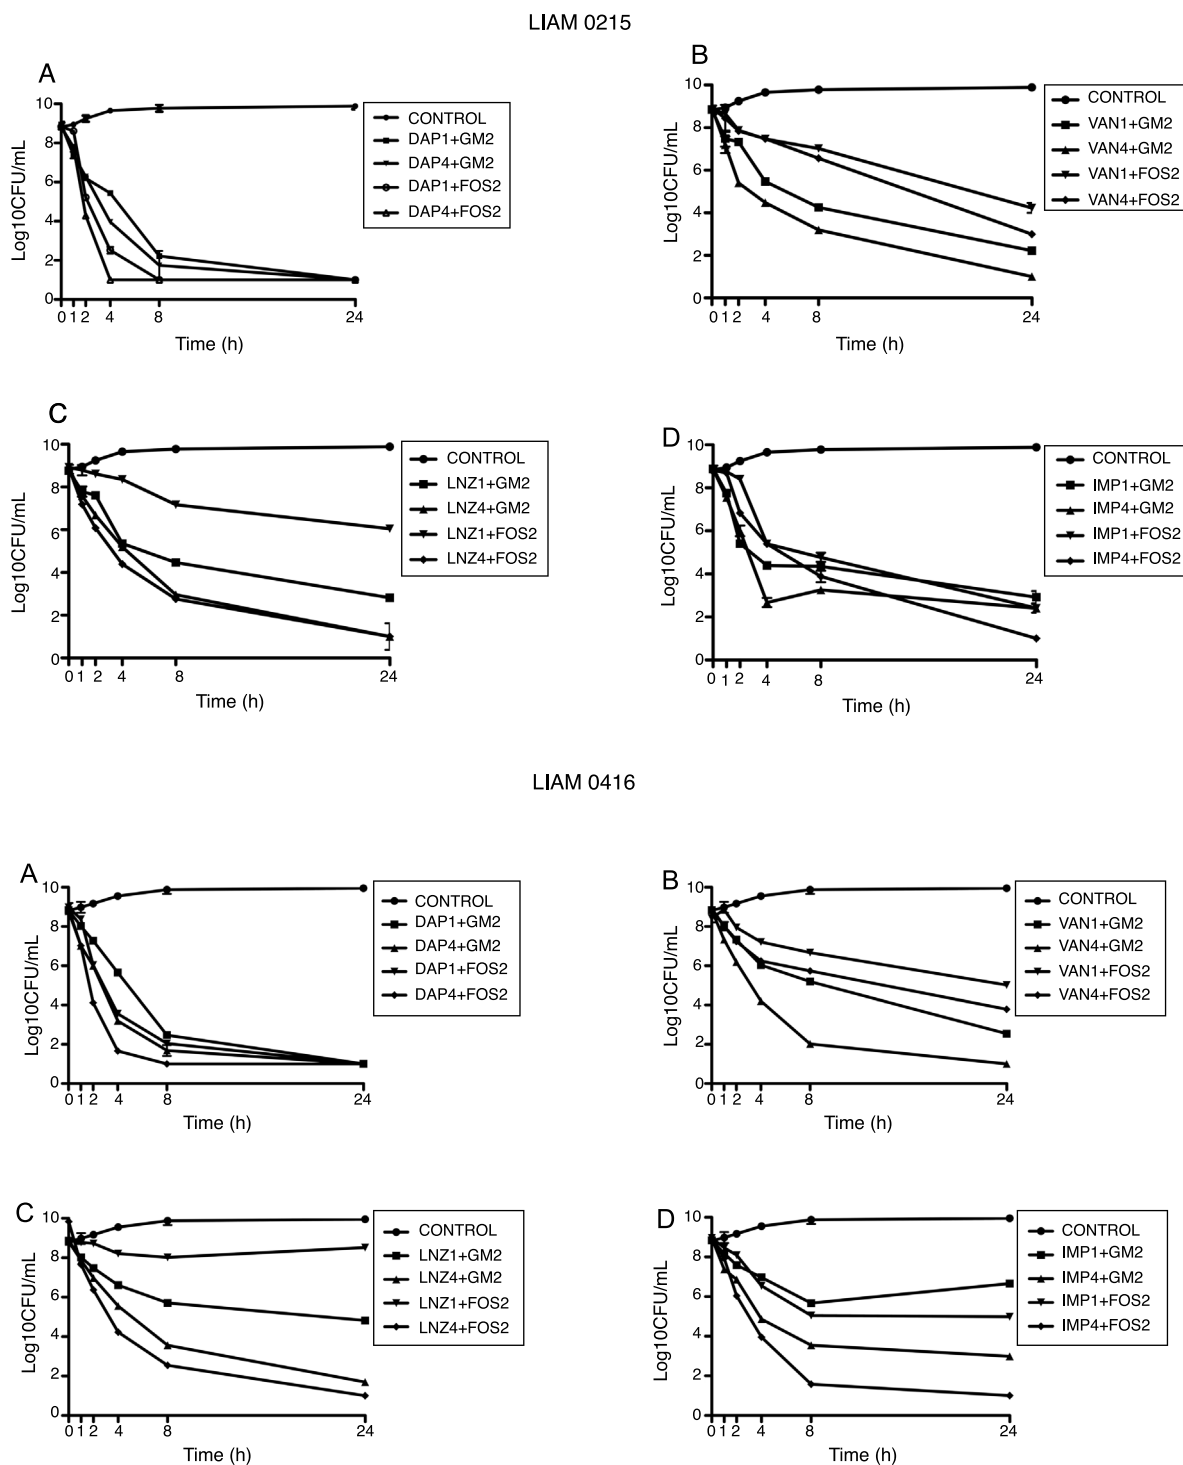 LIAM 0215
A
Log10CFU/mL
10
8
6
4
2
0
0 1 2 4 8 24
Time (h)
CONTROL
DAP1+GM2
DAP4+GM2
DAP1+FOS2
DAP4+FOS2
B
Log10CFU/mL
10
8
6
4
2
0
0 1 2 4 8 24
Time (h)
CONTROL
VAN1+GM2
VAN4+GM2
VAN1+FOS2
VAN4+FOS2
C
Log10CFU/mL
10
8
6
4
2
0
0 1 2 4 8 24
Time (h)
CONTROL
LNZ1+GM2
LNZ4+GM2
LNZ1+FOS2
LNZ4+FOS2
D
Log10CFU/mL
10
8
6
4
2
0
0 1 2 4 8 24
Time (h)
CONTROL
IMP1+GM2
IMP4+GM2
IMP1+FOS2
IMP4+FOS2
LIAM 0416
A
Log10CFU/mL
10
8
6
4
2
0
0 1 2 4 8 24
Time (h)
CONTROL
DAP1+GM2
DAP4+GM2
DAP1+FOS2
DAP4+FOS2
B
Log10CFU/mL
10
8
6
4
2
0
0 1 2 4 8 24
Time (h)
CONTROL
VAN1+GM2
VAN4+GM2
VAN1+FOS2
VAN4+FOS2
C
Log10CFU/mL
10
8
6
4
2
0
0 1 2 4 8 24
Time (h)
CONTROL
LNZ1+GM2
LNZ4+GM2
LNZ1+FOS2
LNZ4+FOS2
D
Log10CFU/mL
10
8
6
4
2
0
0 1 2 4 8 24
Time (h)
CONTROL
IMP1+GM2
IMP4+GM2
IMP1+FOS2
IMP4+FOS2